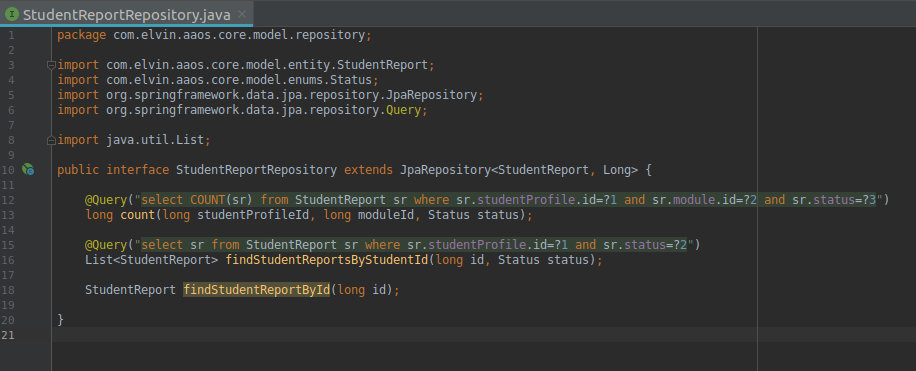 StudentReportRepository.java
1 package com.elvin.aaos.core.model.repository;
2
3 import com.elvin.aaos.core.model.entity.StudentReport;
4 import com.elvin.aaos.core.model.enums.Status;
5 import org.springframework.data.jpa.repository.JpaRepository;
6 import org.springframework.data.jpa.repository.Query;
7
8 import java.util.List;
9
10 public interface StudentReportRepository extends JpaRepository<StudentReport, Long> {
11
12 @Query("select COUNT(sr) from StudentReport sr where sr.studentProfile.id=?1 and sr.module.id=?2 and sr.status=?3")
13 long count(long studentProfileId, long moduleId, Status status);
14
15 @Query("select sr from StudentReport sr where sr.studentProfile.id=?1 and sr.status=?2")
16 List<StudentReport> findStudentReportsByStudentId(long id, Status status);
17
18 StudentReport findStudentReportById(long id);
19
20 }
21